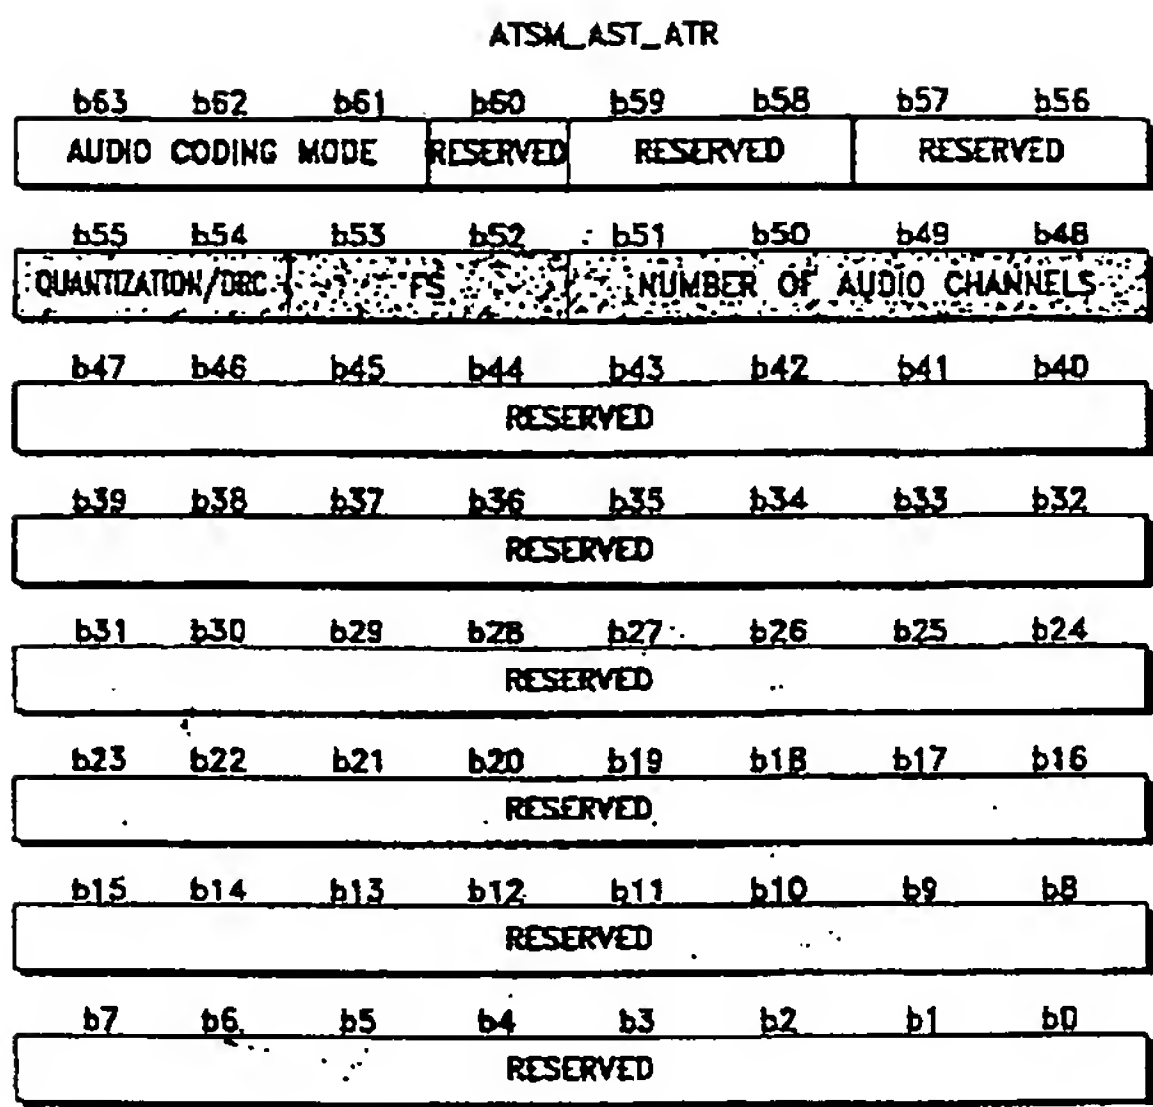 ATSM_AST_ATR
b63 b62 b61 b60 b59 b58 b57 b56
AUDIO CODING MODE RESERVED RESERVED RESERVED
b55 b54 b53 b52 b51 b50 b49 b48
QUANTIZATION/DRC FS NUMBER OF AUDIO CHANNELS
b47 b46 b45 b44 b43 b42 b41 b40
RESERVED
b39 b38 b37 b36 b35 b34 b33 b32
RESERVED
b31 b30 b29 b28 b27 b26 b25 b24
RESERVED
b23 b22 b21 b20 b19 b18 b17 b16
RESERVED
b15 b14 b13 b12 b11 b10 b9 b8
RESERVED
b7 b6 b5 b4 b3 b2 b1 b0
RESERVED